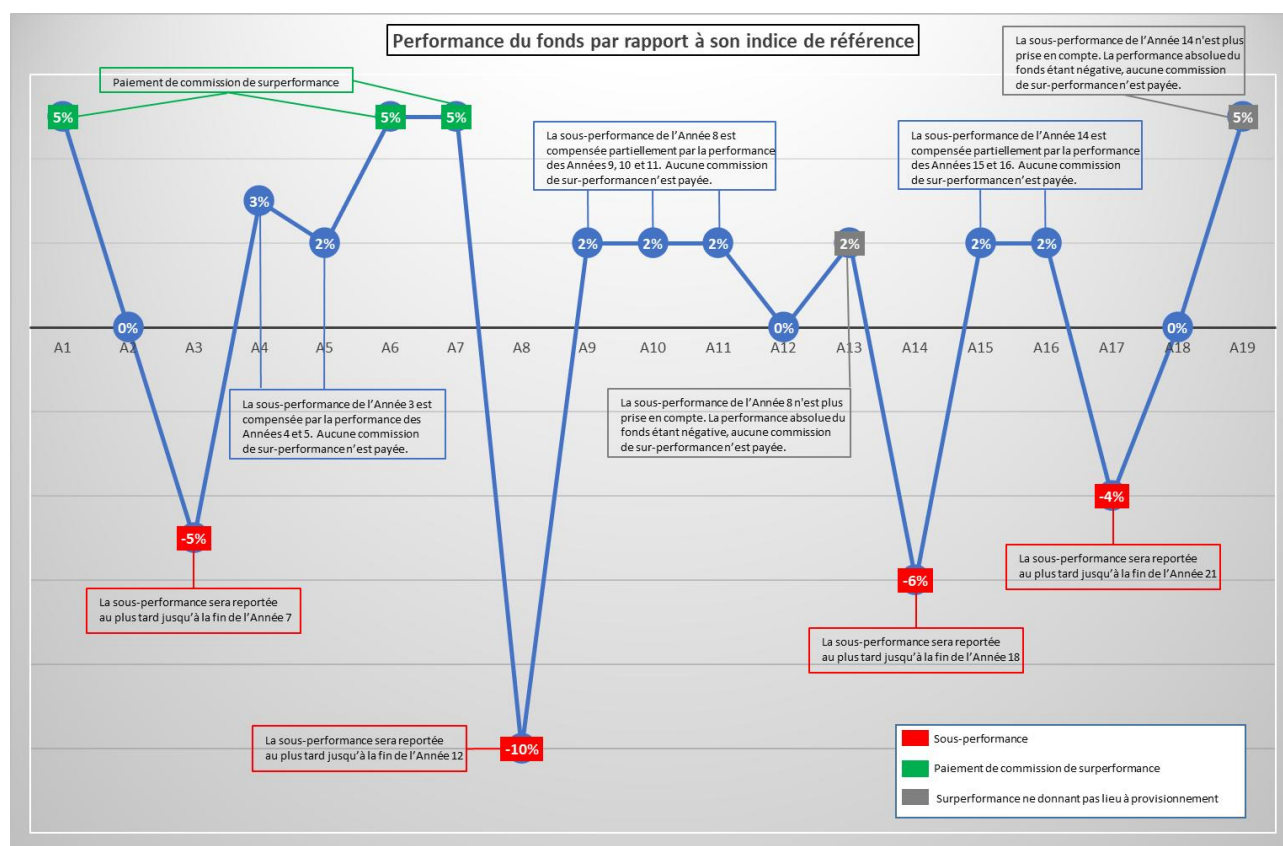 Performance du fonds par rapport à son indice de référence
La sous-performance de l'Année 14 n'est plus
prise en compte. La performance absolue du
fonds étant négative, aucune commission
de sur-performance n'est payée.
Paiement de commission de surperformance
5%
5%
5%
5%
La sous-performance de l'Année 8 est
compensée partiellement par la performance
des Années 9, 10 et 11. Aucune commission
de sur-performance n'est payée.
La sous-performance de l'Année 14 est
compensée partiellement par la performance
des Années 15 et 16. Aucune commission
de sur-performance n'est payée.
3%
2%
2%
2%
2%
2%
2%
2%
0%
0%
0%
A1
A2
A3
A4
A5
A6
A7
A8
A9
A10
A11
A12
A13
A14
A15
A16
A17
A18
A19
La sous-performance de l'Année 3 est
compensée par la performance des
Années 4 et 5. Aucune commission
de sur-performance n'est payée.
La sous-performance de l'Année 8 n'est plus
prise en compte. La performance absolue du
fonds étant négative, aucune commission
de sur-performance n'est payée.
-4%
-5%
La sous-performance sera reportée
au plus tard jusqu'à la fin de l'Année 21
-6%
La sous-performance sera reportée
au plus tard jusqu'à la fin de l'Année 7
La sous-performance sera reportée
au plus tard jusqu'à la fin de l'Année 18
La sous-performance sera reportée
au plus tard jusqu'à la fin de l'Année 12
-10%
Sous-performance
Paiement de commission de surperformance
Surperformance ne donnant pas lieu à provisionnement